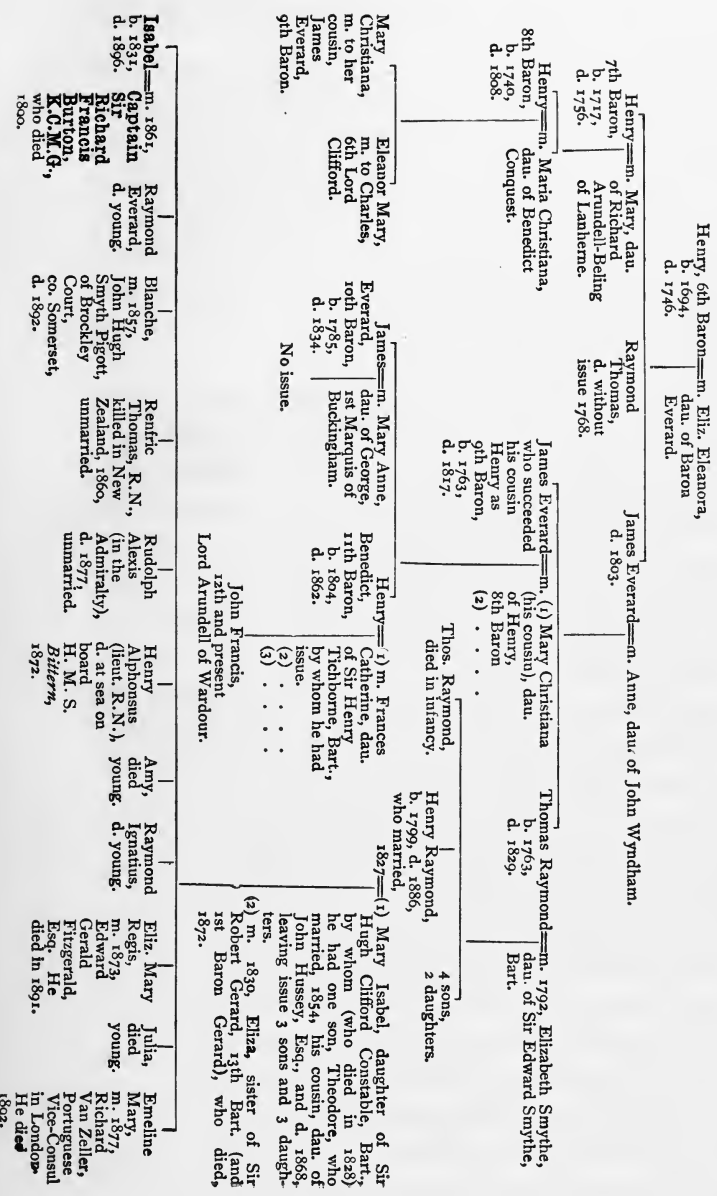 Henry, 6th Baron══m. Eliz. Eleanora,
b. 1694,
d. 1746.
dau. of Baron
Everard.
Henry══m. Mary, dau.
7th Baron,
b. 1717,
d. 1756.
of Richard
Arundell-Beling
of Lanherne.
Raymond
Thomas,
d. without
issue 1768.
James Everard══m. Anne, dau. of John Wyndham.
d. 1803.
Henry══m. Maria Christiana,
8th Baron,
b. 1740,
d. 1808.
dau. of Benedict
Conquest.
James Everard══m. (1) Mary Christiana
who succeeded
his cousin
Henry as
9th Baron,
b. 1763,
d. 1817.
(his cousin), dau.
of Henry,
8th Baron
(2) . . . .
Thomas Raymond══m. 1792, Elizabeth Smythe,
b. 1763,
d. 1829.
dau. of Sir Edward Smythe,
Bart.
Mary
Christiana,
m. to her
cousin,
James
Everard,
9th Baron.
Eleanor Mary,
m. to Charles,
6th Lord
Clifford.
James══m. Mary Anne,
Everard,
10th Baron,
b. 1785,
d. 1834.
dau. of George,
1st Marquis of
Buckingham.
No issue.
Henry══(1) m. Frances
Benedict,
11th Baron,
b. 1804,
d. 1862.
Catherine, dau.
of Sir Henry
Tichborne, Bart.,
by whom he had
issue.
(2) . . . .
(3) . . . .
Thos. Raymond,
died in infancy.
Henry Raymond,
b. 1799, d. 1886,
who married,
4 sons,
2 daughters.
John Francis,
12th and present
Lord Arundell of Wardour.
1827══(1) Mary Isabel, daughter of Sir
Hugh Clifford Constable, Bart.,
by whom (who died in 1828)
he had one son, Theodore, who
married, 1854, his cousin, dau. of
John Hussey, Esq., and d. 1868,
leaving issue 3 sons and 3 daugh-
ters.
(2) m. 1830, Eliza, sister of Sir
Robert Gerard, 13th Bart. (and
1st Baron Gerard), who died,
1872.
Isabel══m. 1861,
b. 1831,
d. 1896.
Captain
Sir
Richard
Francis
Burton,
K.C.M.G.,
who died
1890.
Raymond
Everard,
d. young.
Blanche,
m. 1857,
John Hugh
Smyth Pigott,
of Brockley
Court,
co. Somerset,
d. 1892.
Renfric
Thomas, R.N.,
killed in New
Zealand, 1860,
unmarried.
Rudolph
Alexis
(in the
Admiralty),
d. 1877,
unmarried.
Henry
Alphonsus
(lieut. R.N.),
d. at sea on
board
H. M. S.
Bittern,
1872.
Amy,
died
young.
Raymond
Ignatius,
d. young.
Eliz. Mary
Regis,
m. 1873,
Edward
Gerald
Fitzgerald,
Esq. He
died in 1891.
Julia,
died
young.
Emeline
Mary,
m. 1877,
Richard
Van Zeller,
Portuguese
Vice-Consul
in London.
He died
1892.